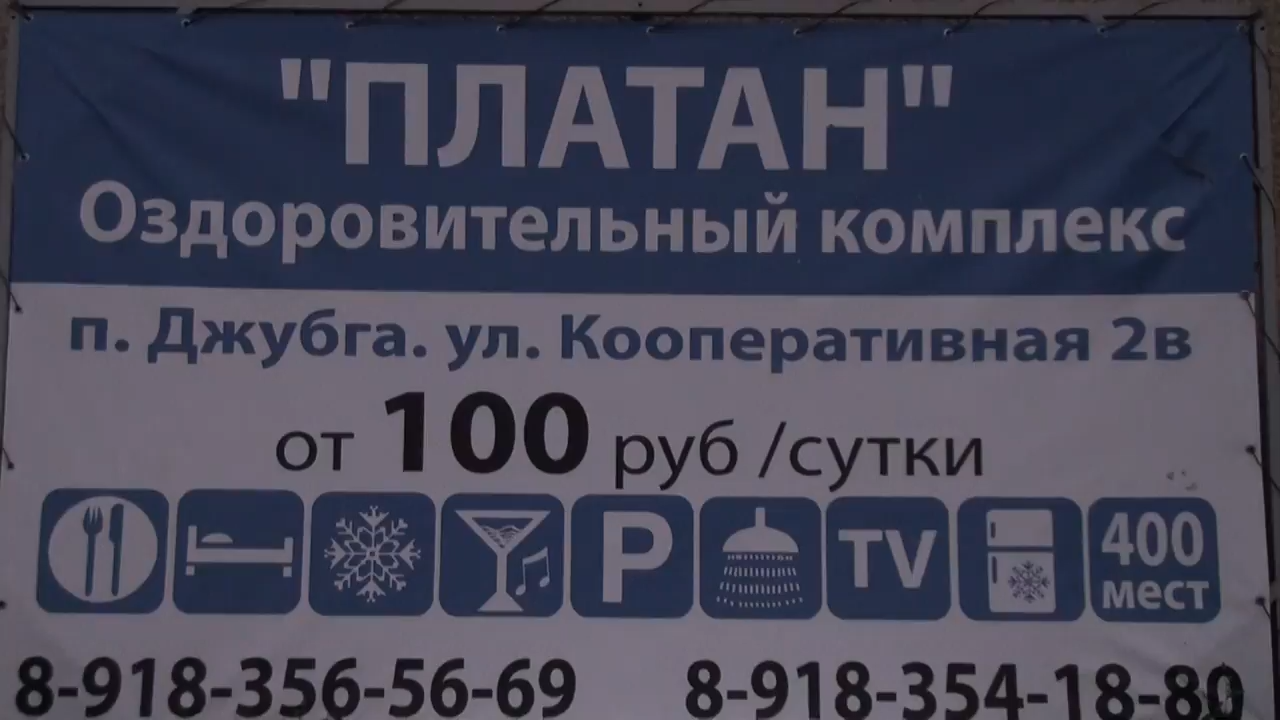 "ПЛАТАН"
Оздоровительный комплекс
п. Джубга. ул. Кооперативная 2в
от 100 руб /сутки
P TV 400 мест
8-918-356-56-69 8-918-354-18-80